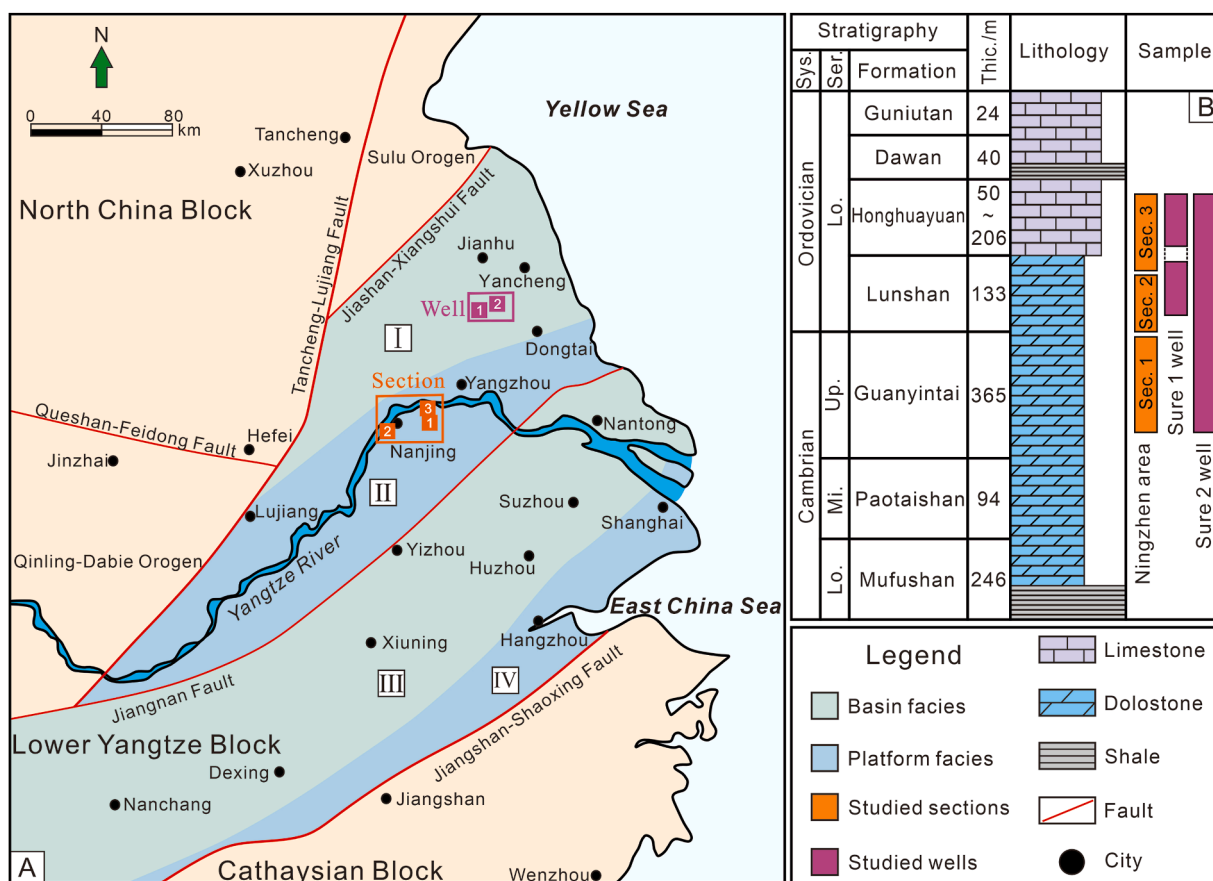 N
0 40 80
km
Yellow Sea
Tancheng
Xuzhou
Sulu Orogen
North China Block
Tancheng-Lujiang Fault
Jiashan-Xiangshui Fault
Jianhu
Yancheng
Well
1
2
I
Dongtai
Section
Yangzhou
3
1
2
Nanjing
Nantong
Queshan-Feidong Fault
Hefei
Jinzhai
II
Suzhou
Shanghai
Lujiang
Yizhou
Huzhou
Qinling-Dabie Orogen
Yangtze River
East China Sea
Hangzhou
Xiuning
III
IV
Jiangnan Fault
Jiangshan-Shaoxing Fault
Lower Yangtze Block
Dexing
Nanchang
Jiangshan
Cathaysian Block
Wenzhou
A
Stratigraphy
Sys.
Ser.
Formation
Thic./m
Lithology
Sample
B
Ordovician
Lo.
Guniutan 24
Dawan 40
Honghuayuan 50 ~ 206
Lunshan 133
Cambrian
Up.
Guanyintai 365
Mi.
Paotaishan 94
Lo.
Mufushan 246
Sec. 3
Sec. 2
Sec. 1
Ningzhen area
Sure 1 well
Sure 2 well
Legend
Basin facies
Platform facies
Studied sections
Studied wells
Limestone
Dolostone
Shale
Fault
City